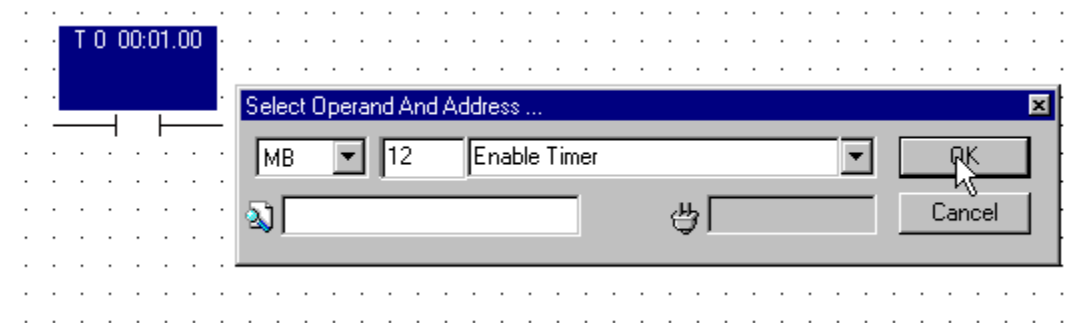 T 0 00:01.00
Select Operand And Address ...
MB 12 Enable Timer OK
Cancel